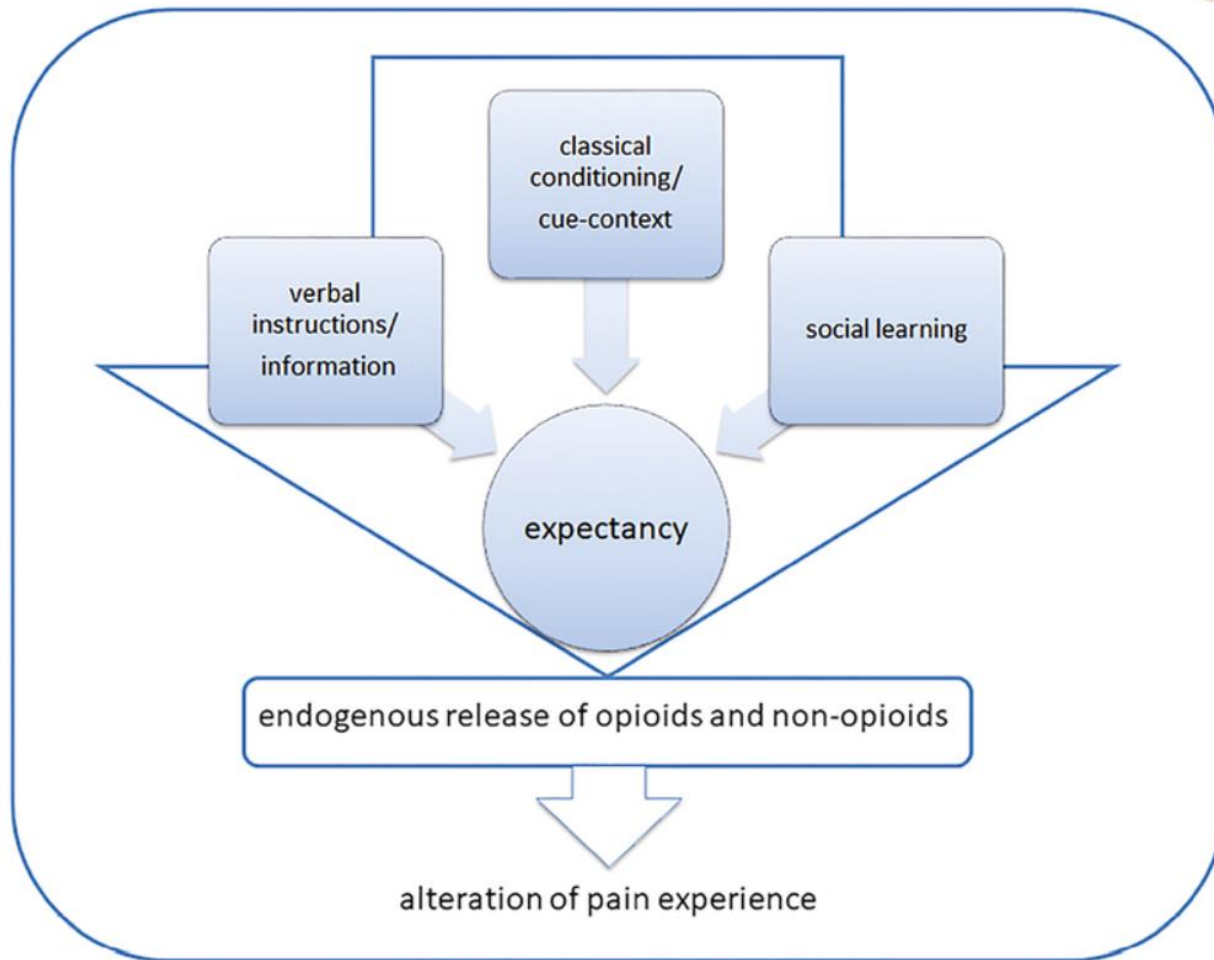 classical
conditioning/
cue-context
verbal
instructions/
information
social learning
expectancy
endogenous release of opioids and non-opioids
alteration of pain experience